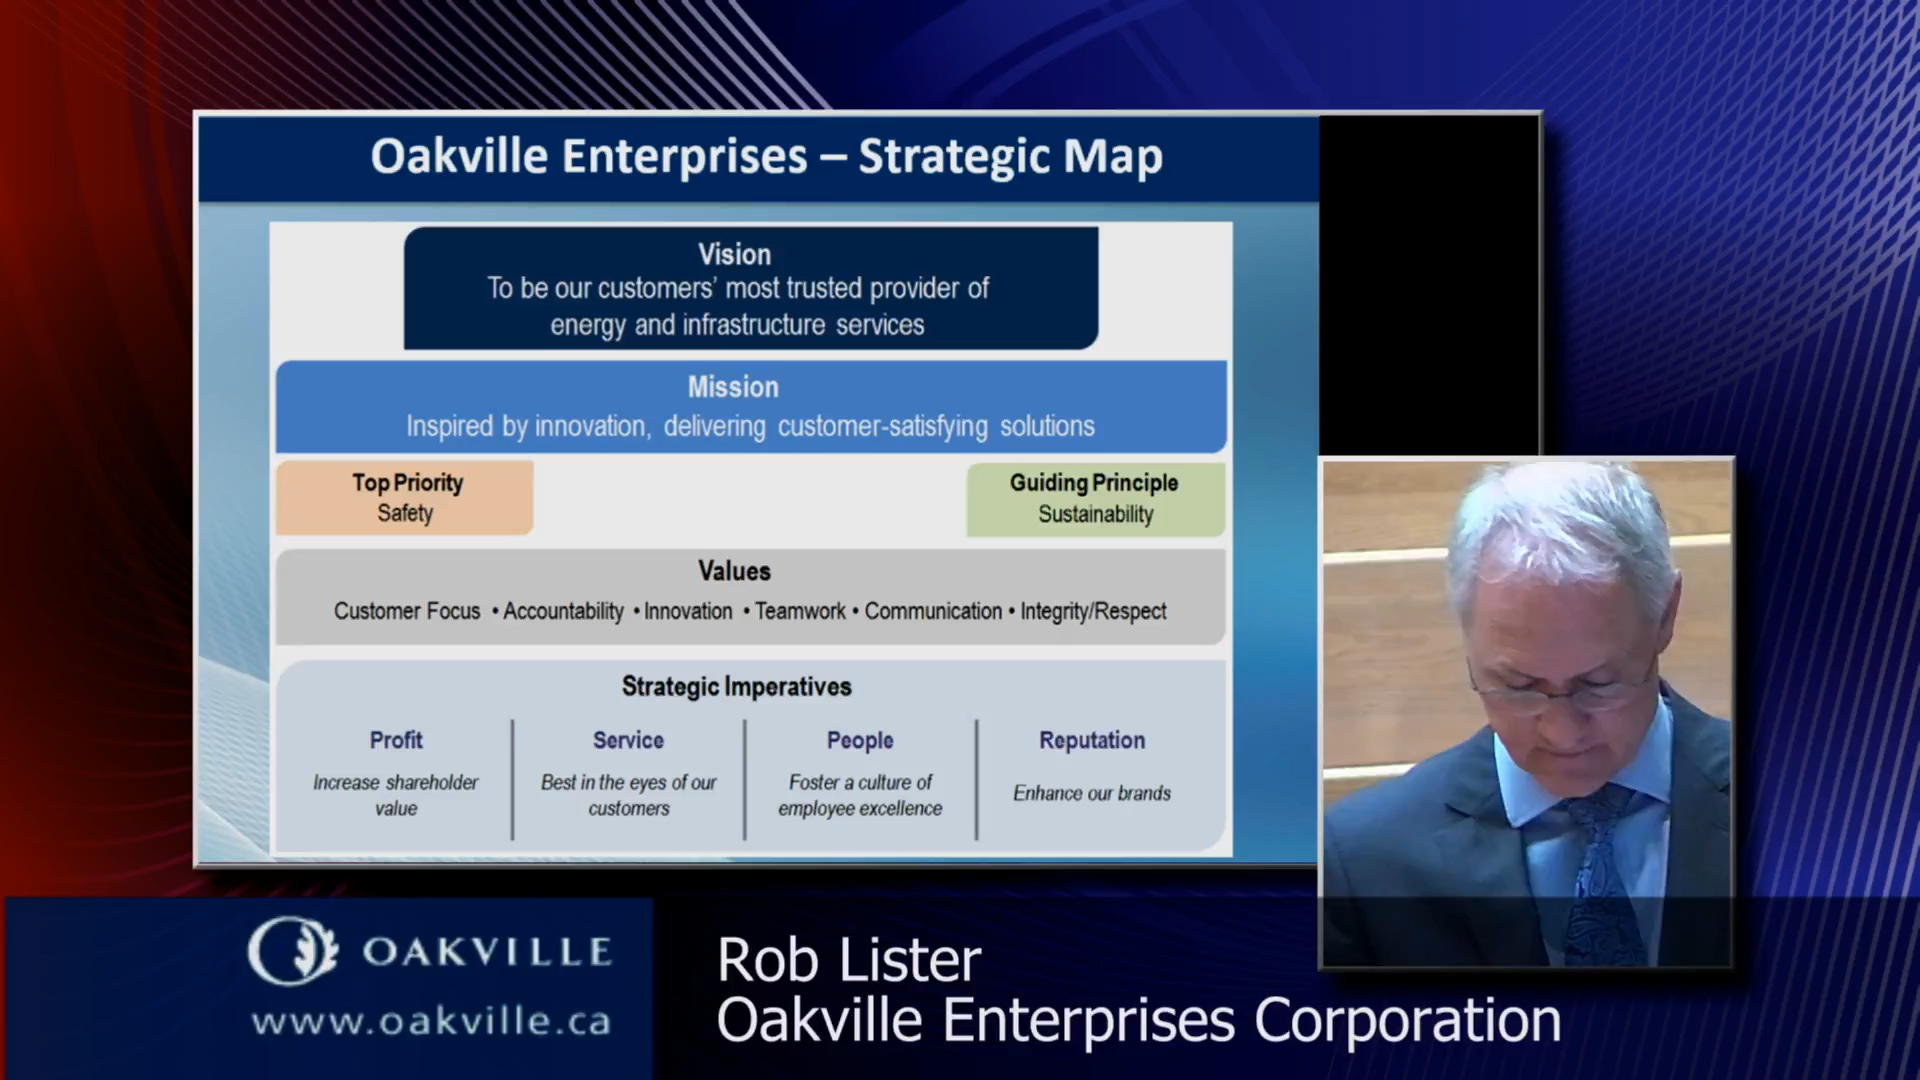 Oakville Enterprises – Strategic Map
Vision
To be our customers’ most trusted provider of
energy and infrastructure services
Mission
Inspired by innovation, delivering customer-satisfying solutions
Top Priority
Safety
Guiding Principle
Sustainability
Values
Customer Focus • Accountability • Innovation • Teamwork • Communication • Integrity/Respect
Strategic Imperatives
Profit
Increase shareholder
value
Service
Best in the eyes of our
customers
People
Foster a culture of
employee excellence
Reputation
Enhance our brands
OAKVILLE
www.oakville.ca
Rob Lister
Oakville Enterprises Corporation